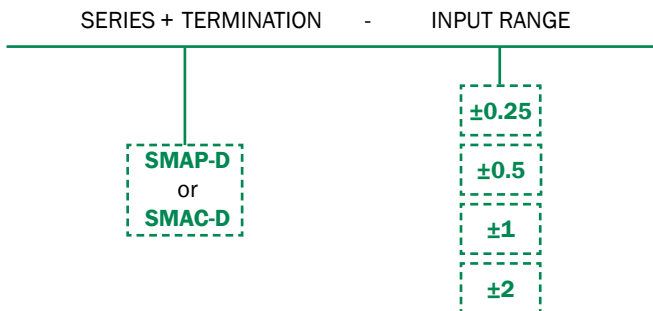 SERIES + TERMINATION - INPUT RANGE
±0.25
SMAP-D
or
SMAC-D
±0.5
±1
±2